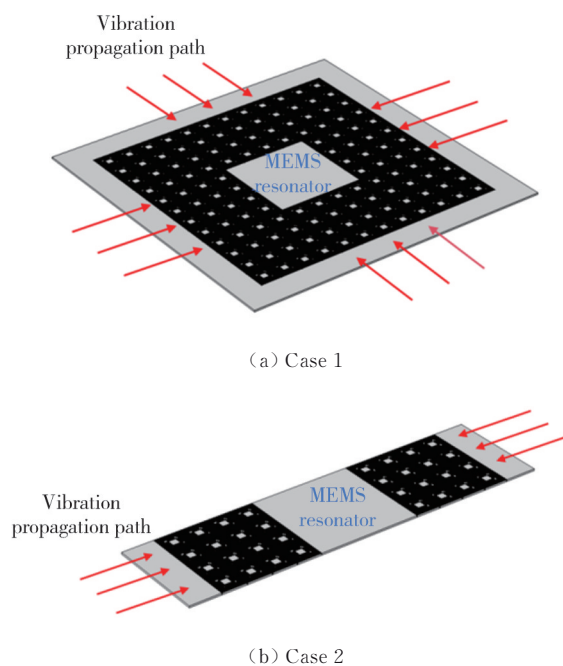 Vibration
propagation path
MEMS
resonator
(a) Case 1
MEMS
resonator
Vibration
propagation path
(b) Case 2